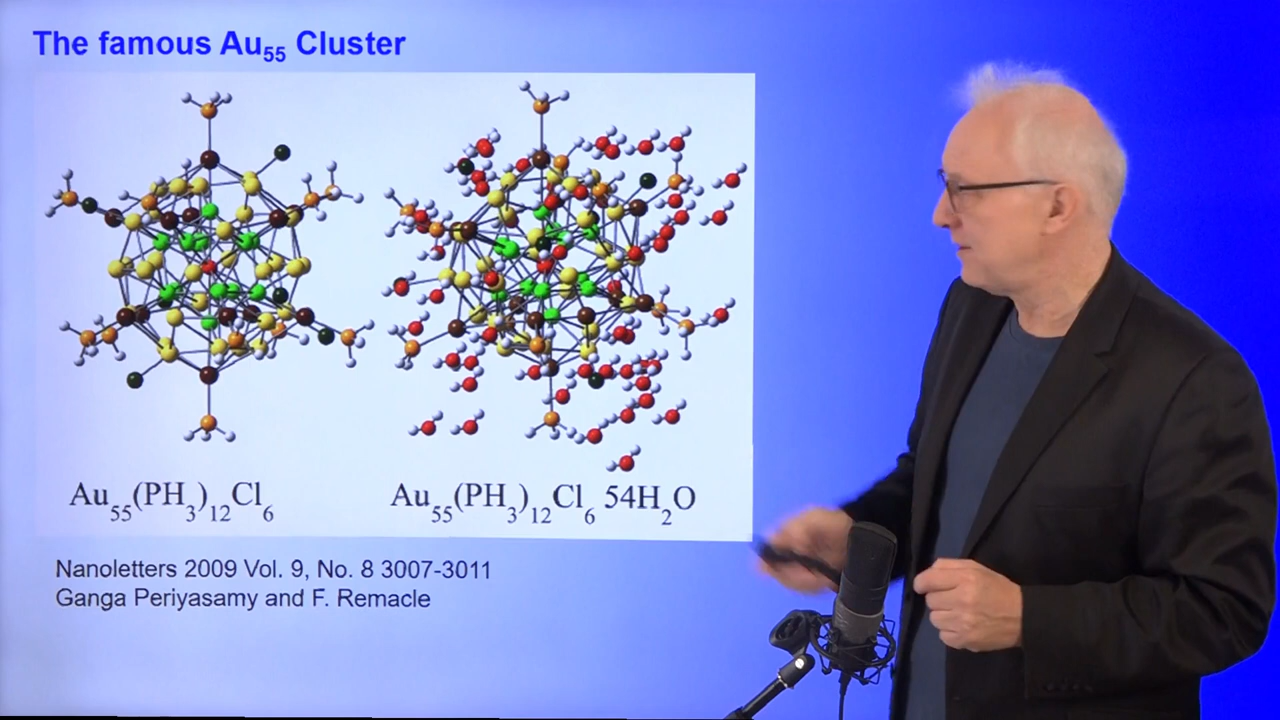 The famous Au₅₅ Cluster
Au₅₅(PH₃)₁₂Cl₆
Au₅₅(PH₃)₁₂Cl₆ 54H₂O
Nanoletters 2009 Vol. 9, No. 8 3007-3011
Ganga Periyasamy and F. Remacle